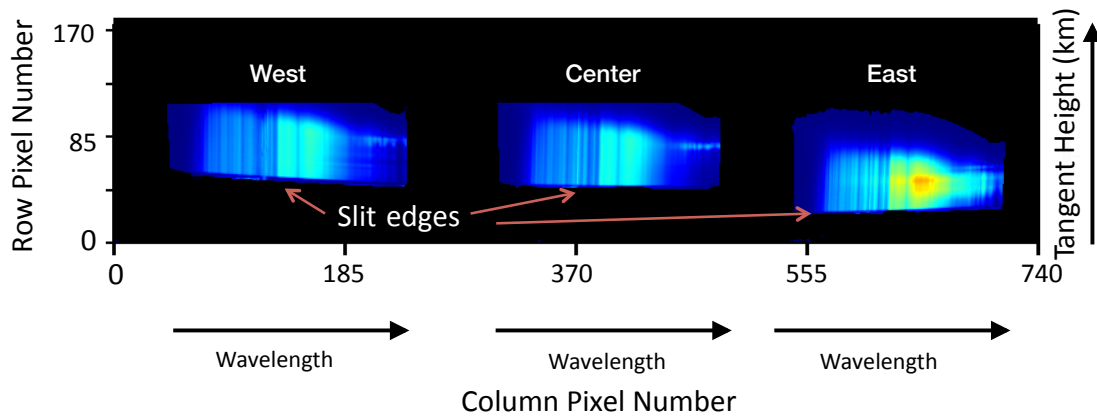 170
85
0
Row Pixel Number
West
Center
East
Slit edges
Tangent Height (km)
0
185
370
555
740
Wavelength
Wavelength
Wavelength
Column Pixel Number